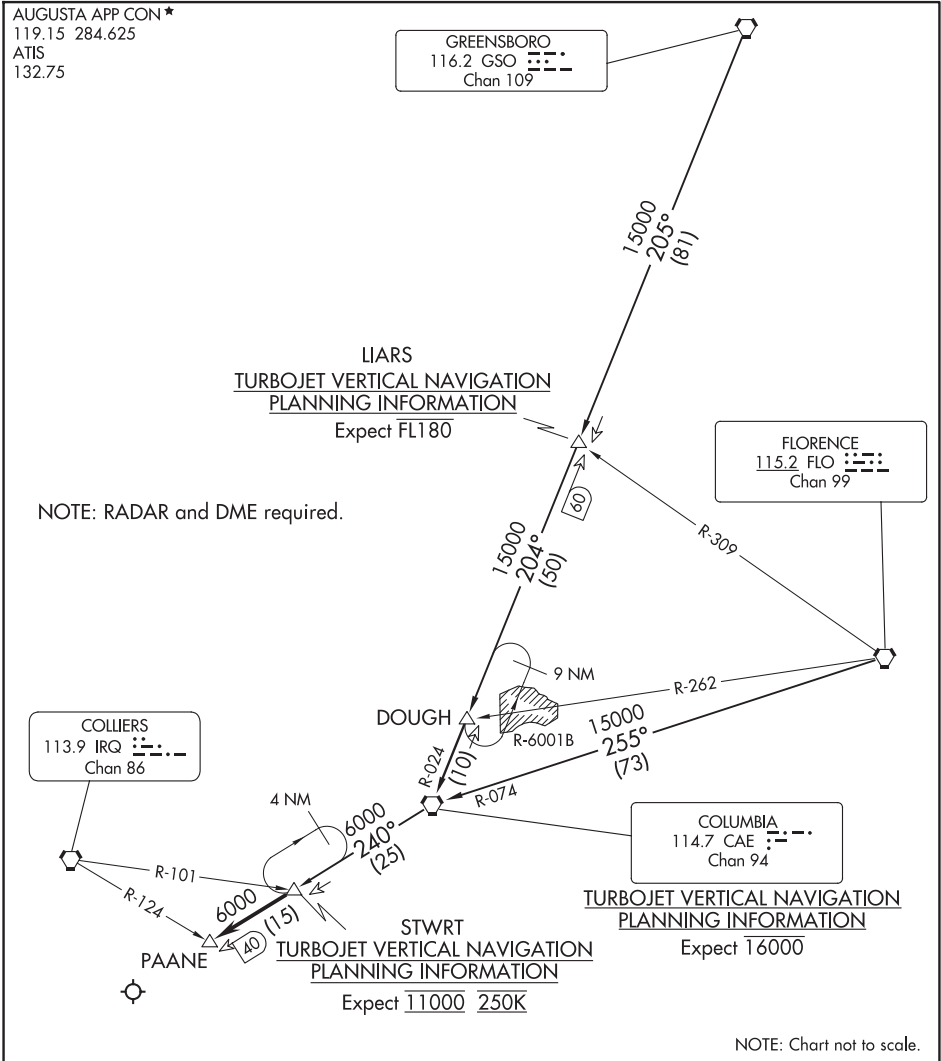 AUGUSTA APP CON ★
119.15 284.625
ATIS
132.75
GREENSBORO
116.2 GSO
Chan 109
15000
205°
(81)
LIARS
TURBOJET VERTICAL NAVIGATION
PLANNING INFORMATION
Expect FL180
FLORENCE
115.2 FLO
Chan 99
NOTE: RADAR and DME required.
60
R-309
15000
204°
(50)
9 NM
R-262
DOUGH
R-6001B
15000
255°
(73)
R-024
(10)
R-074
COLLIERS
113.9 IRQ
Chan 86
4 NM
6000
240°
(25)
COLUMBIA
114.7 CAE
Chan 94
TURBOJET VERTICAL NAVIGATION
PLANNING INFORMATION
Expect 16000
R-101
R-124
6000
(15)
40
PAANE
STWRT
TURBOJET VERTICAL NAVIGATION
PLANNING INFORMATION
Expect 11000 250K
NOTE: Chart not to scale.